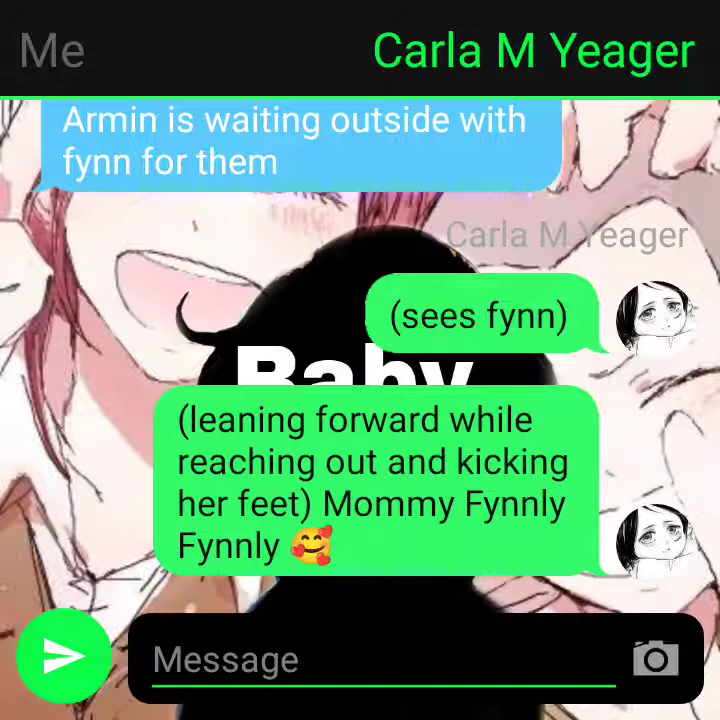 Me
Carla M Yeager
Armin is waiting outside with
fynn for them
Carla M Yeager
(sees fynn)
Baby
(leaning forward while
reaching out and kicking
her feet) Mommy Fynnly
Fynnly 🥰
Message